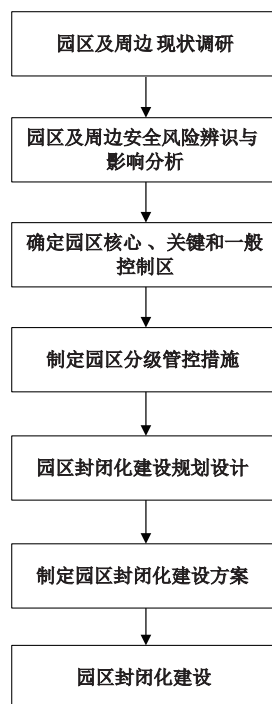 园区及周边现状调研
园区及周边安全风险辨识与
影响分析
确定园区核心、关键和一般
控制区
制定园区分级管控措施
园区封闭化建设规划设计
制定园区封闭化建设方案
园区封闭化建设